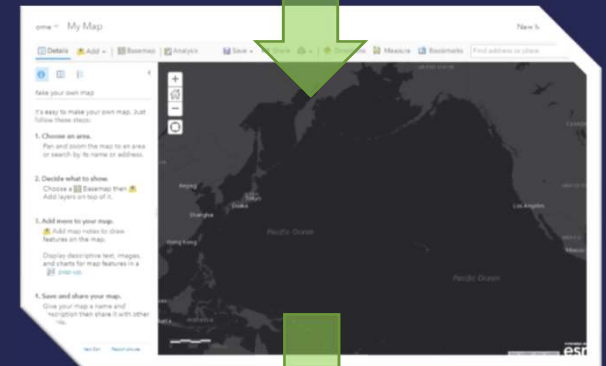 ome My Map
Details Add Basemap Analysis Save Share Directions Measure Bookmarks Find address or place
Make your own map
It's easy to make your own map. Just
follow these steps:
1. Choose an area.
Pan and zoom the map to an area
or search by its name or address.
2. Decide what to show.
Choose a Basemap then
Add layers on top of it.
3. Add more to your map.
Add map notes to draw
features on the map.
Display descriptive text, images,
and charts for map features in a
pop-up.
4. Save and share your map.
Give your map a name and
description then share it with other
Beijing
Tokyo
Osaka
Shanghai
Hong Kong
Los Angeles
Pacific Ocean
Pacific Ocean
esri